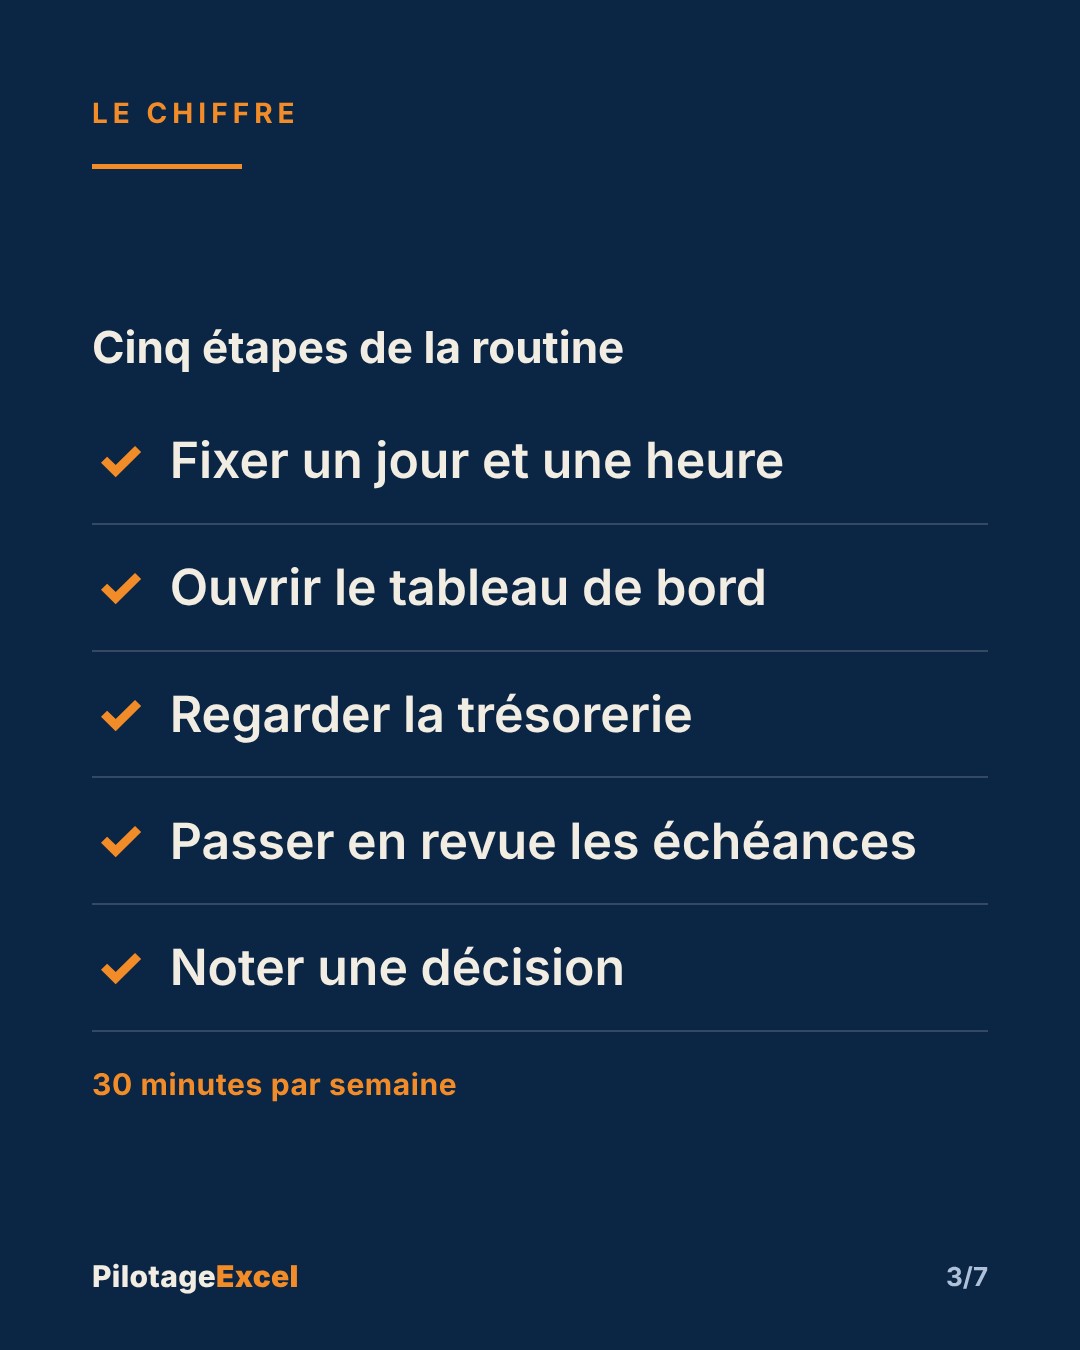 LE CHIFFRE
Cinq étapes de la routine
Fixer un jour et une heure
Ouvrir le tableau de bord
Regarder la trésorerie
Passer en revue les échéances
Noter une décision
30 minutes par semaine
PilotageExcel
3/7